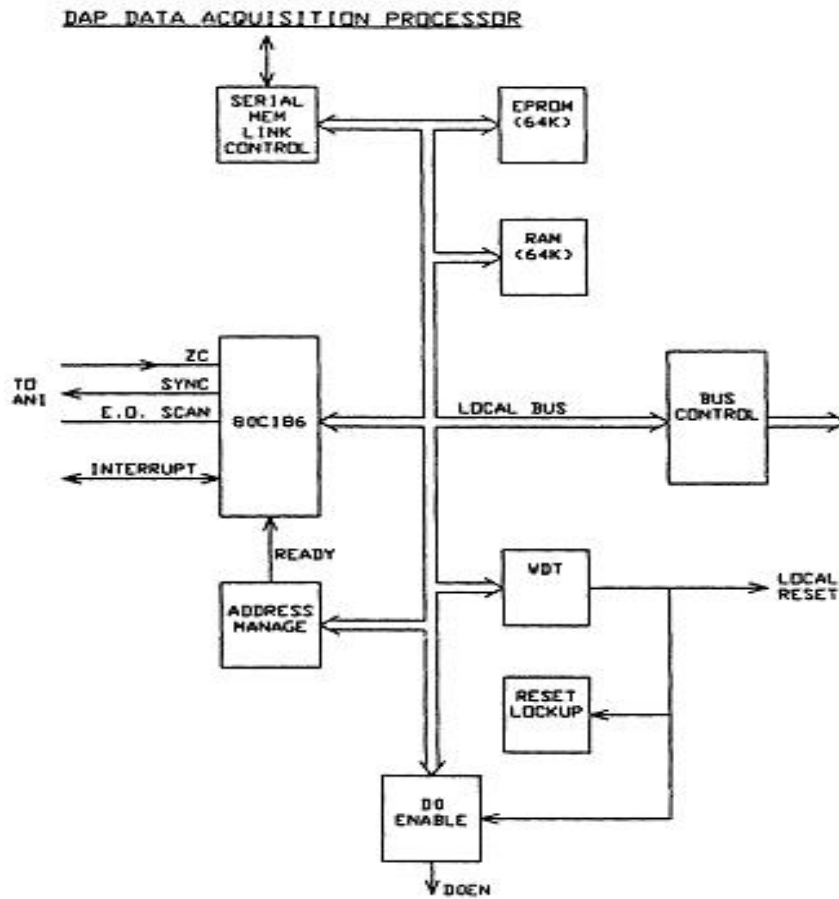 DAP DATA ACQUISITION PROCESSOR
SERIAL
MEM
LINK
CONTROL
EPROM
(64K)
RAM
(64K)
TO
ANI
ZC
SYNC
E.O. SCAN
INTERRUPT
80C186
LOCAL BUS
BUS
CONTROL
READY
ADDRESS
MANAGE
WDT
LOCAL
RESET
RESET
LOCKUP
DO
ENABLE
DOEN